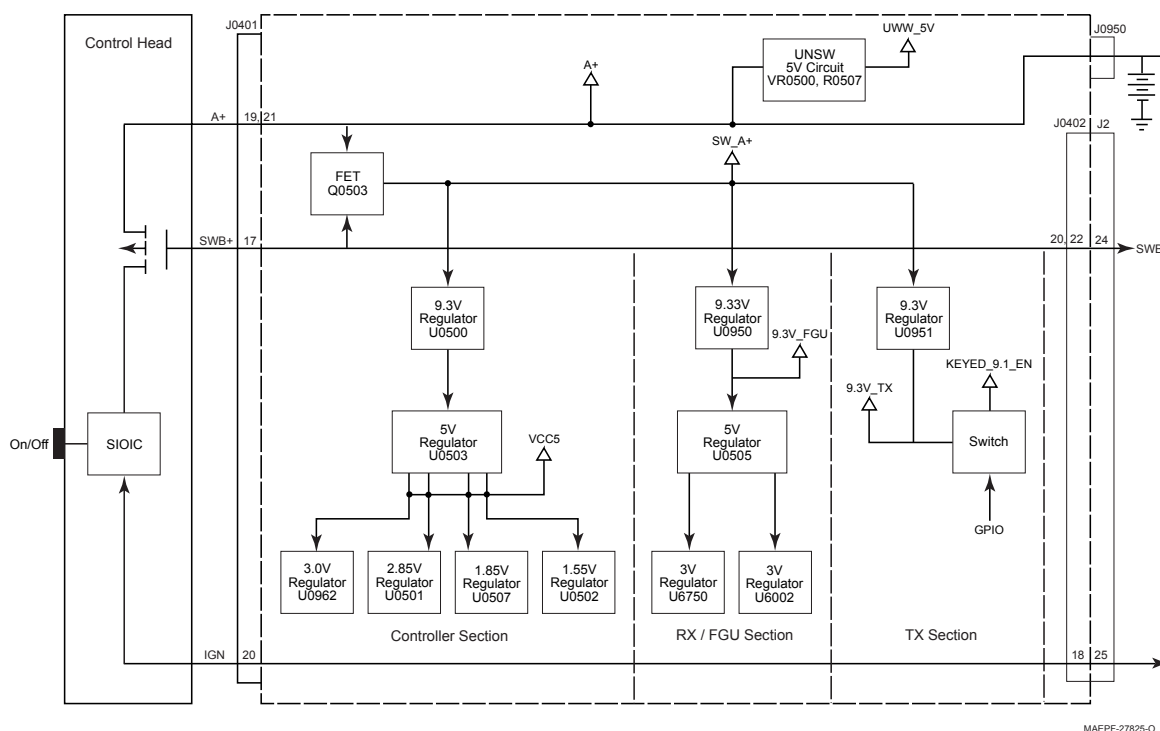 Control Head
J0401
J0950
UWW_5V
UNSW
5V Circuit
VR0500, R0507
A+
A+
19, 21
J0402
J2
SW_A+
FET
Q0503
SWB+
17
20, 22
24
SWB
9.3V
Regulator
U0500
9.33V
Regulator
U0950
9.3V
Regulator
U0951
9.3V_FGU
KEYED_9.1_EN
9.3V_TX
On/Off
SIOIC
5V
Regulator
U0503
VCC5
5V
Regulator
U0505
Switch
GPIO
3.0V
Regulator
U0962
2.85V
Regulator
U0501
1.85V
Regulator
U0507
1.55V
Regulator
U0502
3V
Regulator
U6750
3V
Regulator
U6002
Controller Section
RX / FGU Section
TX Section
IGN
20
18
25
MAEPF-27825-O